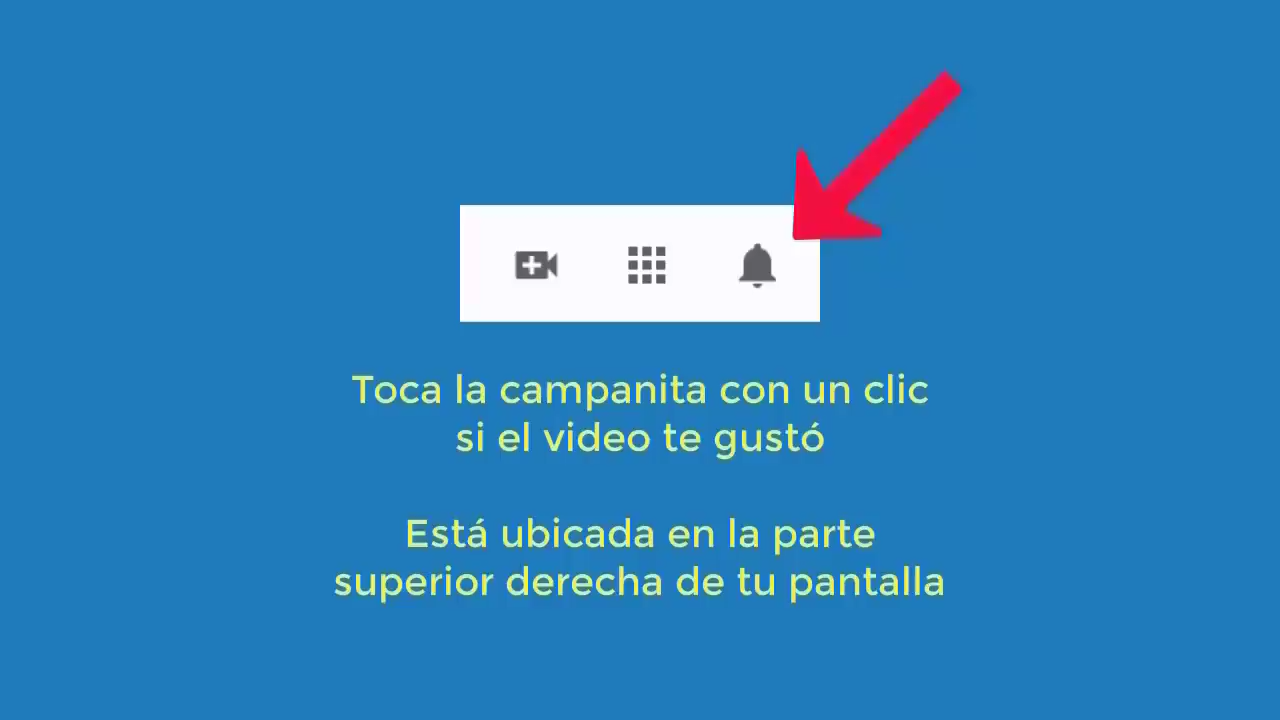 Toca la campanita con un clic
si el video te gustó
Está ubicada en la parte
superior derecha de tu pantalla